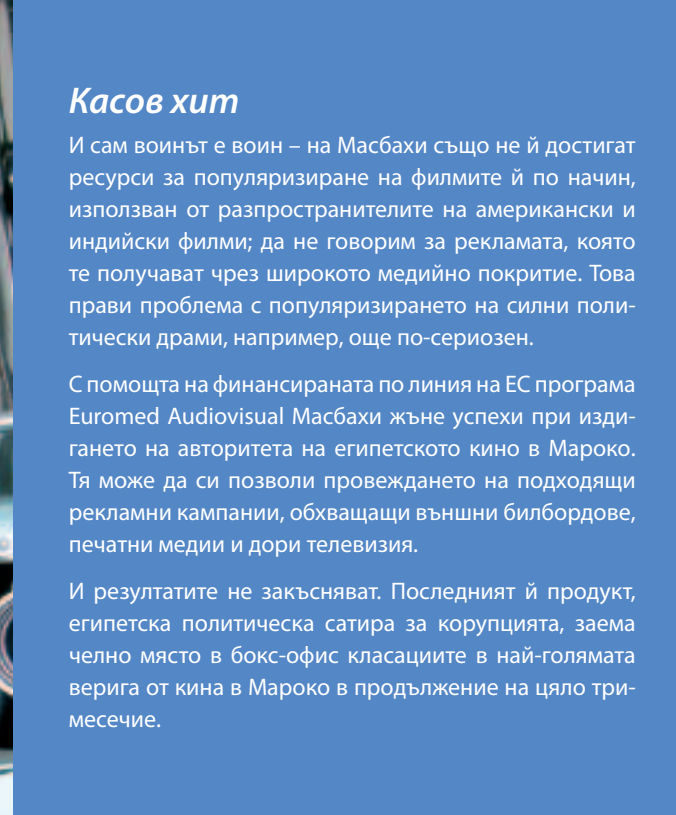 Касов хит
И сам воинът е воин – на Масбахи също не й достигат
ресурси за популяризиране на филмите й по начин,
използван от разпространителите на американски и
индийски филми; да не говорим за рекламата, която
те получават чрез широкото медийно покритие. Това
прави проблема с популяризирането на силни поли-
тически драми, например, още по-сериозен.
С помощта на финансираната по линия на ЕС програма
Euromed Audiovisual Масбахи жъне успехи при изди-
гането на авторитета на египетското кино в Мароко.
Тя може да си позволи провеждането на подходящи
рекламни кампании, обхващащи външни билбордове,
печатни медии и дори телевизия.
И резултатите не закъсняват. Последният й продукт,
египетска политическа сатира за корупцията, заема
челно място в бокс-офис класациите в най-голямата
верига от кина в Мароко в продължение на цяло три-
месечие.